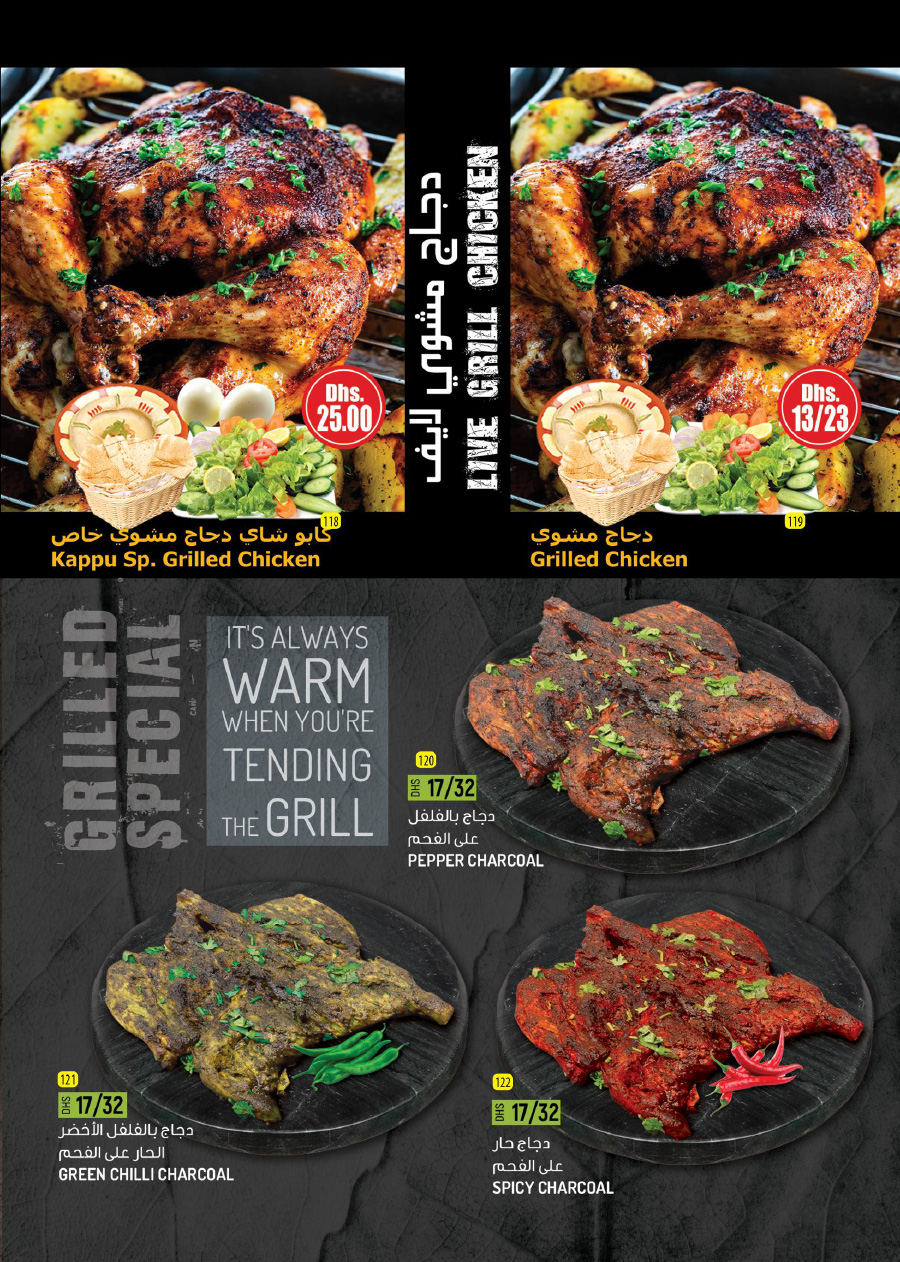 دجاج مشوي لايف
LIVE GRILL CHICKEN
Dhs.
25.00
118
كابو شاي دجاج مشوي خاص
Kappu Sp. Grilled Chicken
Dhs.
13/23
119
دجاج مشوي
Grilled Chicken
GRILLED
SPECIAL
IT'S ALWAYS
WARM
WHEN YOU'RE
TENDING
THE GRILL
120
DHS 17/32
دجاج بالفلفل
على الفحم
PEPPER CHARCOAL
121
DHS 17/32
دجاج بالفلفل الأخضر
الحار على الفحم
GREEN CHILLI CHARCOAL
122
DHS 17/32
دجاج حار
على الفحم
SPICY CHARCOAL